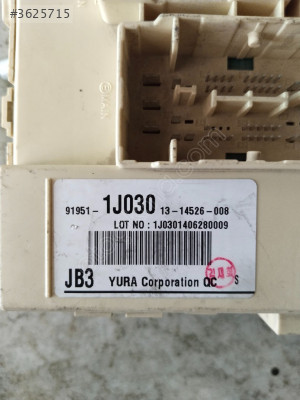 #3625715
91951- 1J030 13-14526-008
LOT NO : 1J0301406280009
JB3 YURA Corporation QC S